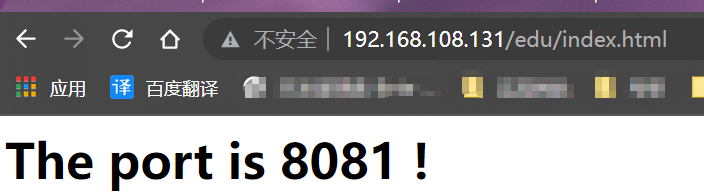 不安全 | 192.168.108.131/edu/index.html
应用 译 百度翻译
The port is 8081 !